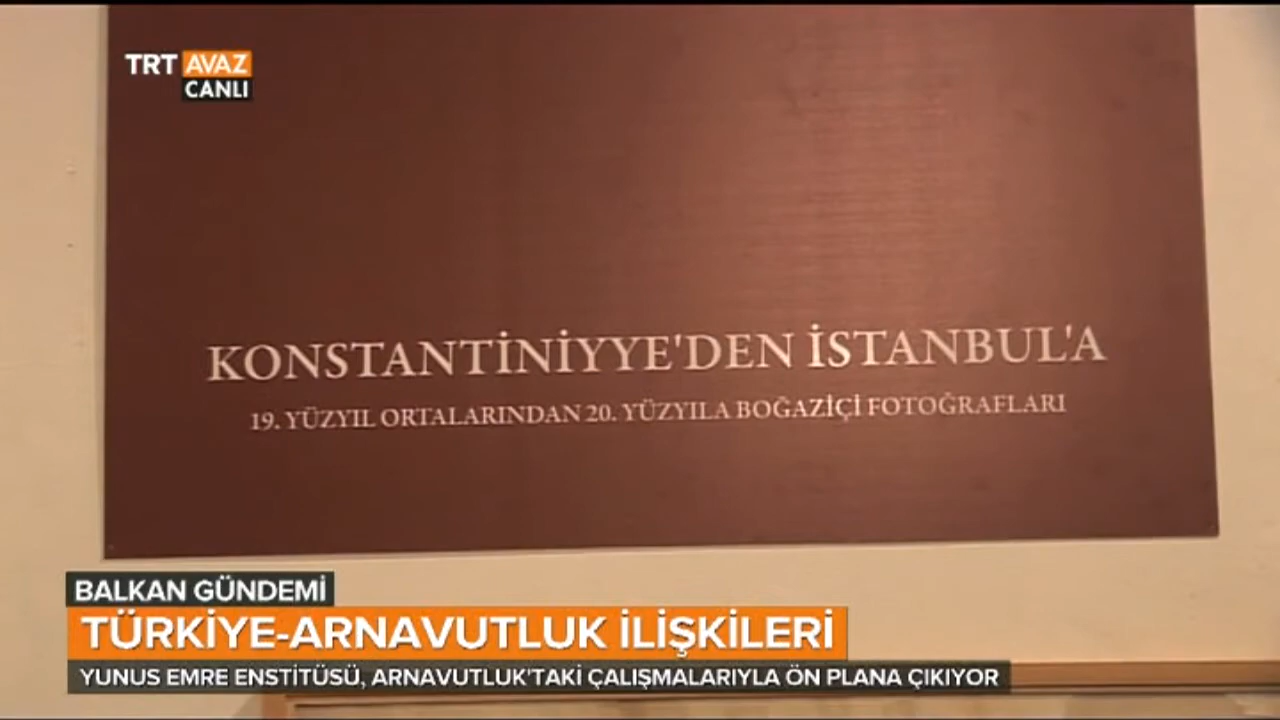 TRT AVAZ
CANLI
KONSTANTİNİYYE'DEN İSTANBUL'A
19. YÜZYIL ORTALARINDAN 20. YÜZYILA BOĞAZİÇİ FOTOĞRAFLARI
BALKAN GÜNDEMİ
TÜRKİYE-ARNAVUTLUK İLİŞKİLERİ
YUNUS EMRE ENSTİTÜSÜ, ARNAVUTLUK'TAKİ ÇALIŞMALARIYLA ÖN PLANA ÇIKIYOR